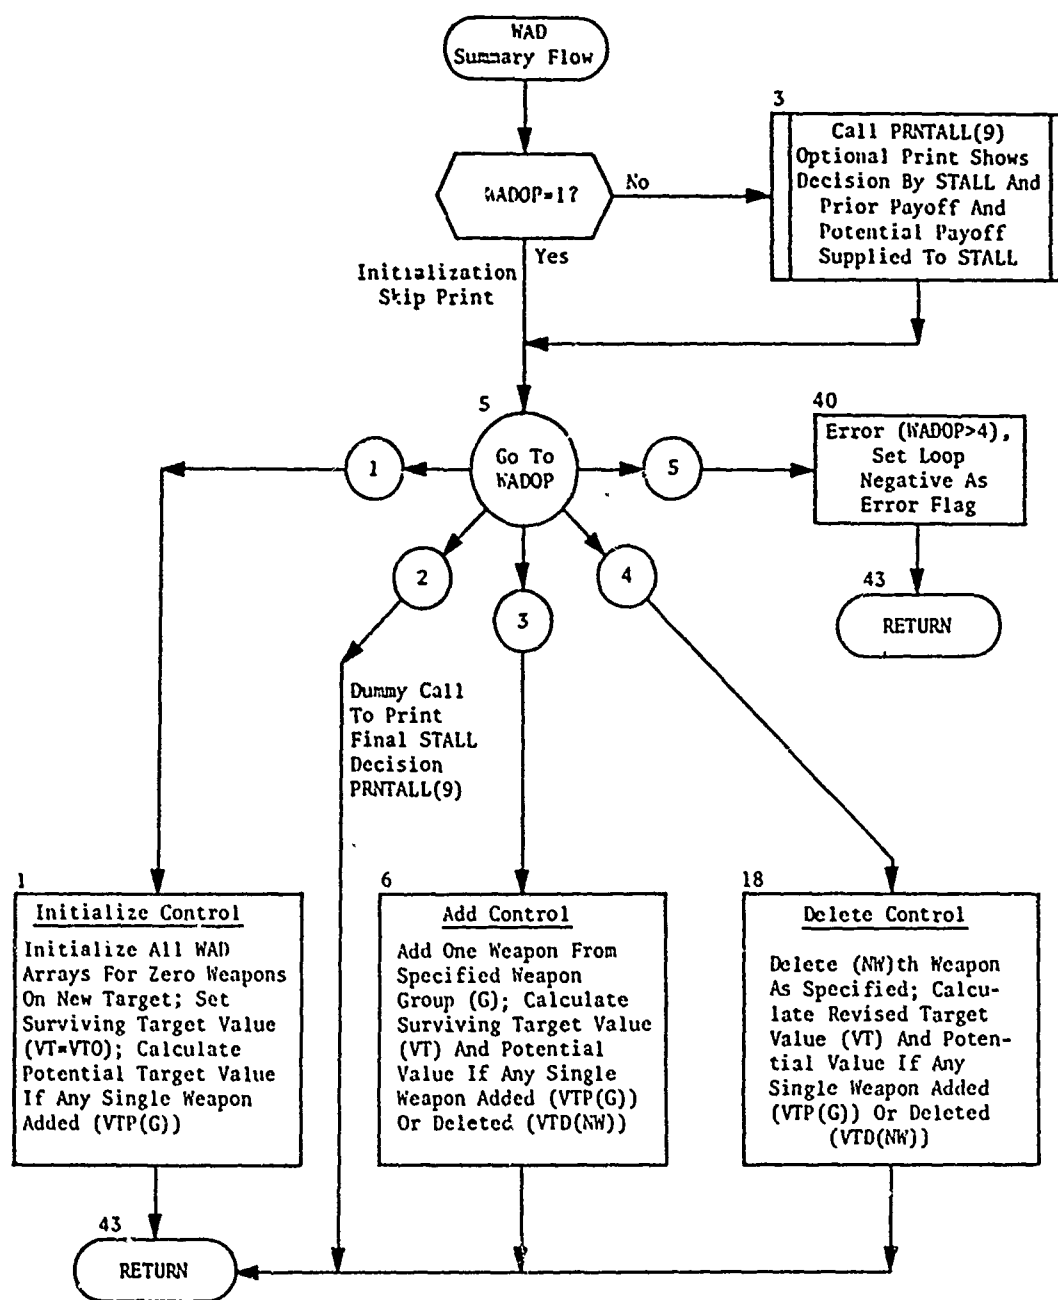 WAD
Summary Flow
WADOP=1?
No
3
Call PRNTALL(9)
Optional Print Shows
Decision By STALL And
Prior Payoff And
Potential Payoff
Supplied To STALL
Yes
Initialization
Skip Print
5
Go To
WADOP
1
5
2
3
4
40
Error (WADOP>4),
Set Loop
Negative As
Error Flag
43
RETURN
Dummy Call
To Print
Final STALL
Decision
PRNTALL(9)
1
Initialize Control
Initialize All WAD
Arrays For Zero Weapons
On New Target; Set
Surviving Target Value
(VT=VTO); Calculate
Potential Target Value
If Any Single Weapon
Added (VTP(G))
6
Add Control
Add One Weapon From
Specified Weapon
Group (G); Calculate
Surviving Target Value
(VT) And Potential
Value If Any Single
Weapon Added (VTP(G))
Or Deleted (VTD(NW))
18
Delete Control
Delete (NW)th Weapon
As Specified; Calcu-
late Revised Target
Value (VT) And Poten-
tial Value If Any
Single Weapon Added
(VTP(G)) Or Deleted
(VTD(NW))
43
RETURN